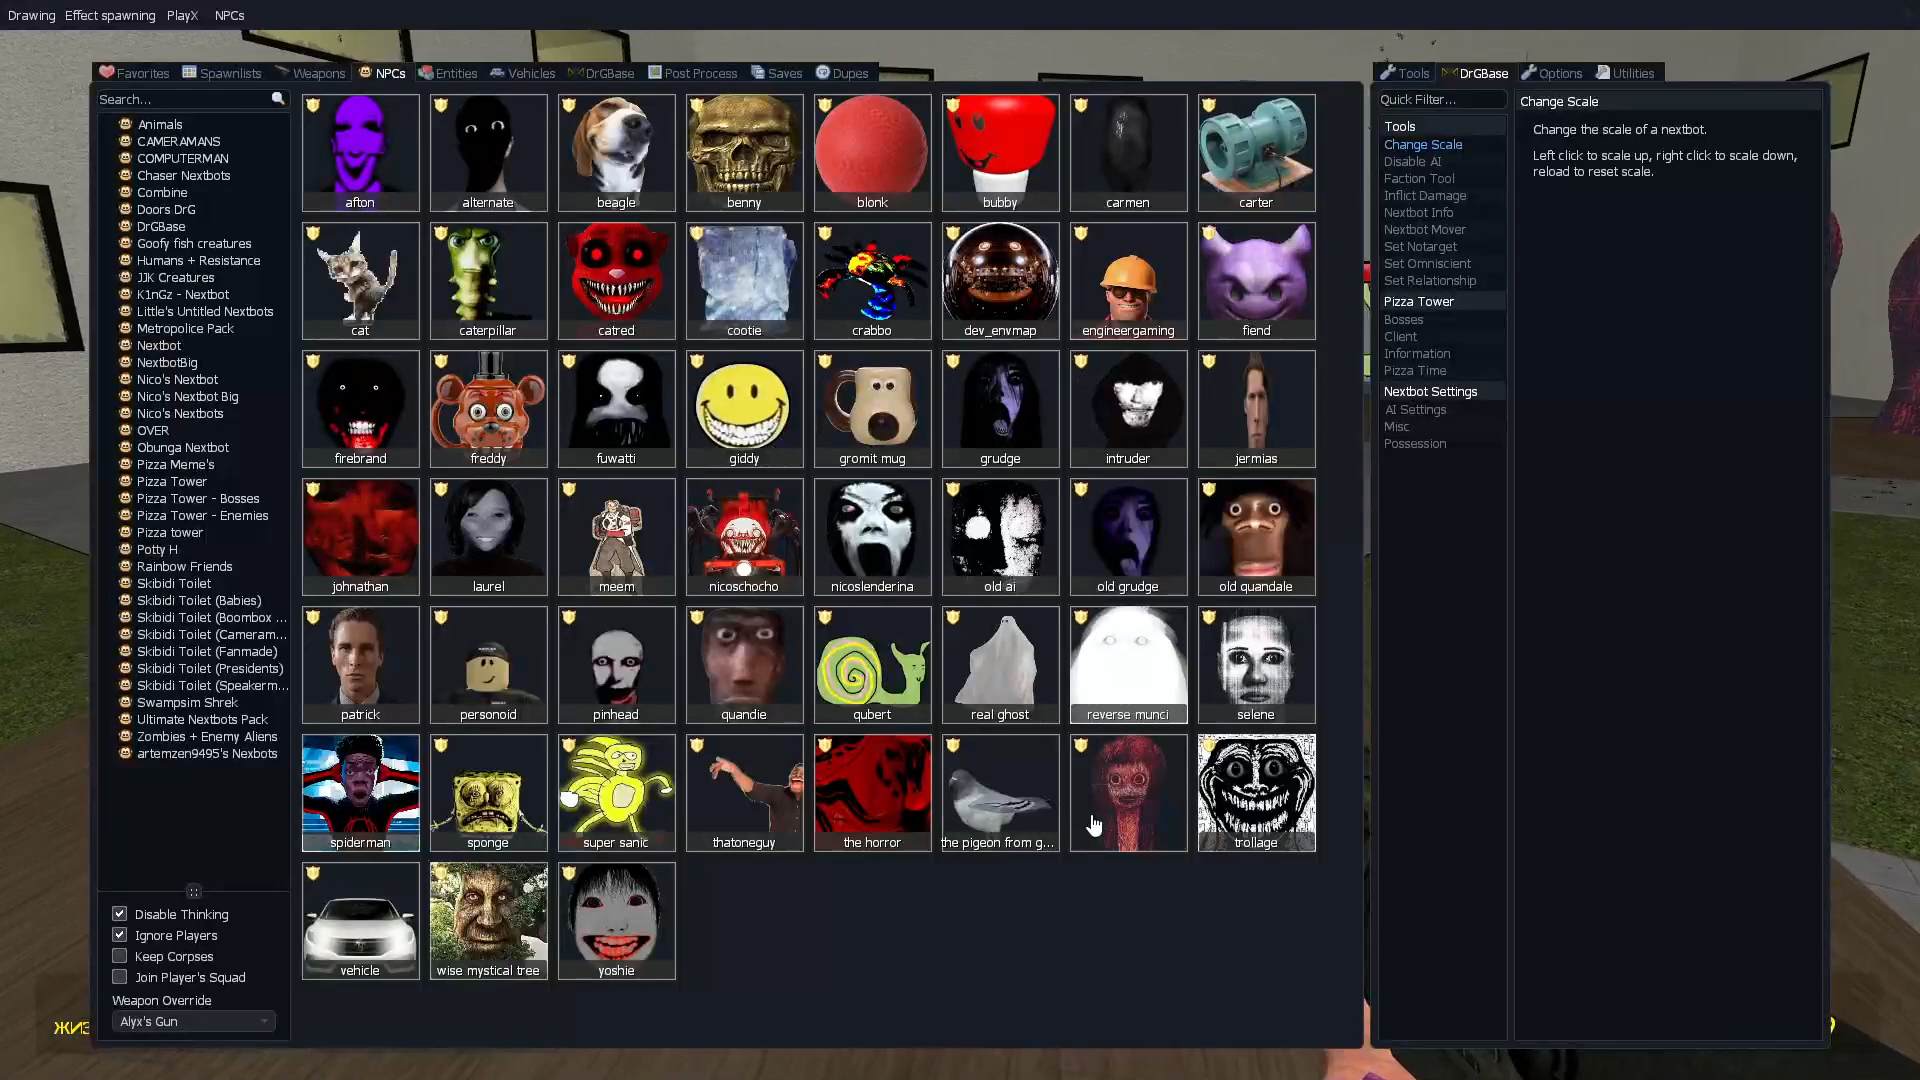 Drawing Effect spawning PlayX NPCs
Favorites Spawnlists Weapons NPCs Entities Vehicles DrGBase Post Process Saves Dupes
Search...
Animals
CAMERAMANS
COMPUTERMAN
Chaser Nextbots
Combine
Doors DrG
DrGBase
Goofy fish creatures
Humans + Resistance
JJK Creatures
K1nGz - Nextbot
Little's Untitled Nextbots
Metropolice Pack
Nextbot
NextbotBig
Nico's Nextbot
Nico's Nextbot Big
Nico's Nextbots
OVER
Obunga Nextbot
Pizza Meme's
Pizza Tower
Pizza Tower - Bosses
Pizza Tower - Enemies
Pizza tower
Potty H
Rainbow Friends
Skibidi Toilet
Skibidi Toilet (Babies)
Skibidi Toilet (Boombox ...
Skibidi Toilet (Cameram...
Skibidi Toilet (Fanmade)
Skibidi Toilet (Presidents)
Skibidi Toilet (Speakerm...
Swampsim Shrek
Ultimate Nextbots Pack
Zombies + Enemy Aliens
artemzen9495's Nexbots
Disable Thinking
Ignore Players
Keep Corpses
Join Player's Squad
Weapon Override
Alyx's Gun
afton alternate beagle benny blonk bubby carmen carter
cat caterpillar catred cootie crabbo dev_envmap engineergaming fiend
firebrand freddy fuwatti giddy gromit mug grudge intruder jermias
johnathan laurel meem nicoschocho nicoslenderina old ai old grudge old quandale
patrick personoid pinhead quandie qubert real ghost reverse munci selene
spiderman sponge super sanic thatoneguy the horror the pigeon from g... trollage
vehicle wise mystical tree yoshie
Tools DrGBase Options Utilities
Quick Filter...
Tools
Change Scale
Disable AI
Faction Tool
Inflict Damage
Nextbot Info
Nextbot Mover
Set Notarget
Set Omniscient
Set Relationship
Pizza Tower
Bosses
Client
Information
Pizza Time
Nextbot Settings
AI Settings
Misc
Possession
Change Scale
Change the scale of a nextbot.
Left click to scale up, right click to scale down,
reload to reset scale.